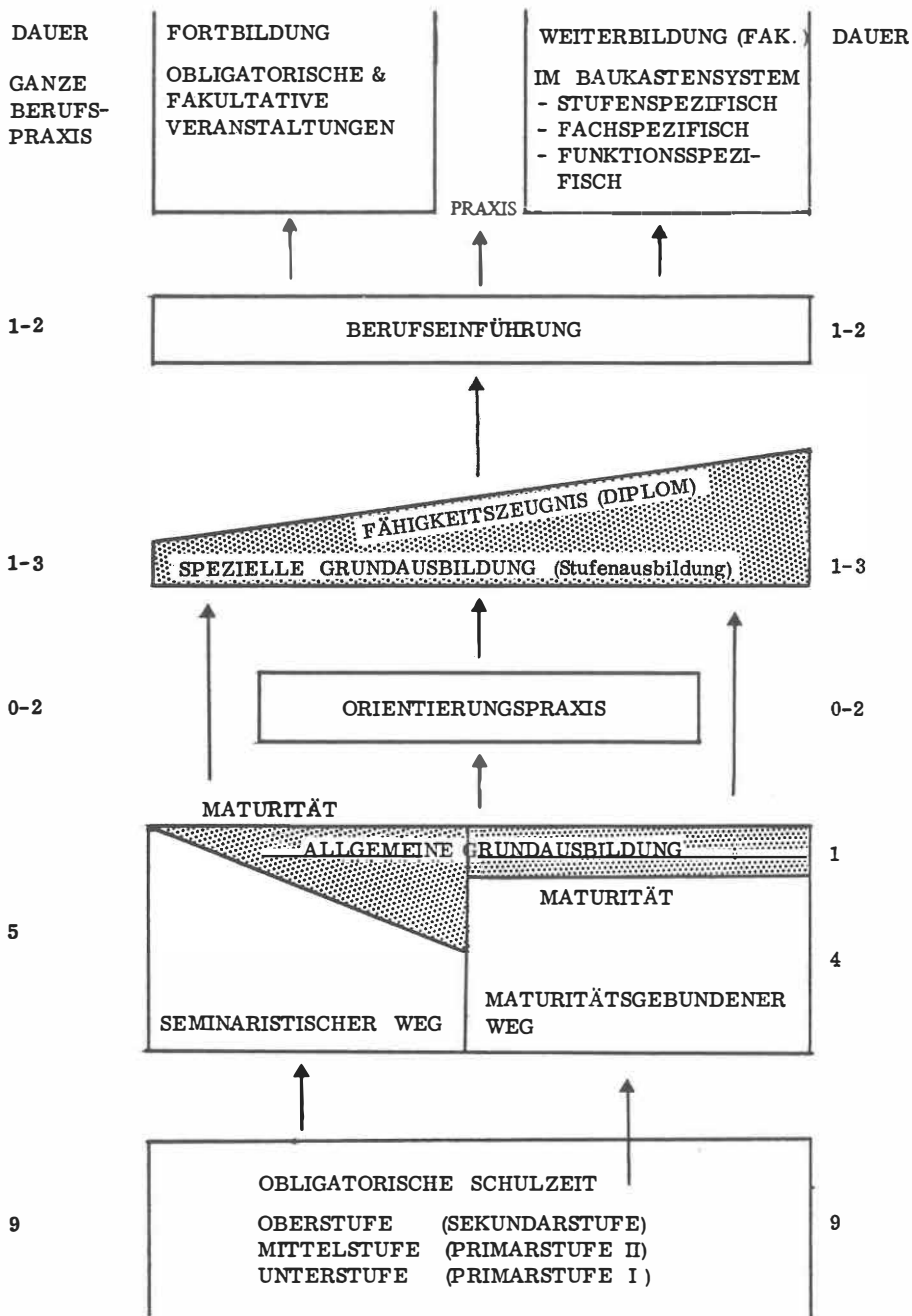 DAUER
GANZE
BERUFS-
PRAXIS
FORTBILDUNG
OBLIGATORISCHE &
FAKULTATIVE
VERANSTALTUNGEN
WEITERBILDUNG (FAK.)
IM BAUKASTENSYSTEM
- STUFENSPEZIFISCH
- FACHSPEZIFISCH
- FUNKTIONSSPEZI-
FISCH
DAUER
PRAXIS
1-2
BERUFSEINFÜHRUNG
1-2
FÄHIGKEITSZEUGNIS (DIPLOM)
1-3
SPEZIELLE GRUNDAUSBILDUNG (Stufenausbildung)
1-3
0-2
ORIENTIERUNGSPRAXIS
0-2
MATURITÄT
ALLGEMEINE GRUNDAUSBILDUNG
1
MATURITÄT
5
4
SEMINARISTISCHER WEG
MATURITÄTSGEBUNDENER
WEG
OBLIGATORISCHE SCHULZEIT
9
OBERSTUFE (SEKUNDARSTUFE)
9
MITTELSTUFE (PRIMARSTUFE II)
UNTERSTUFE (PRIMARSTUFE I )